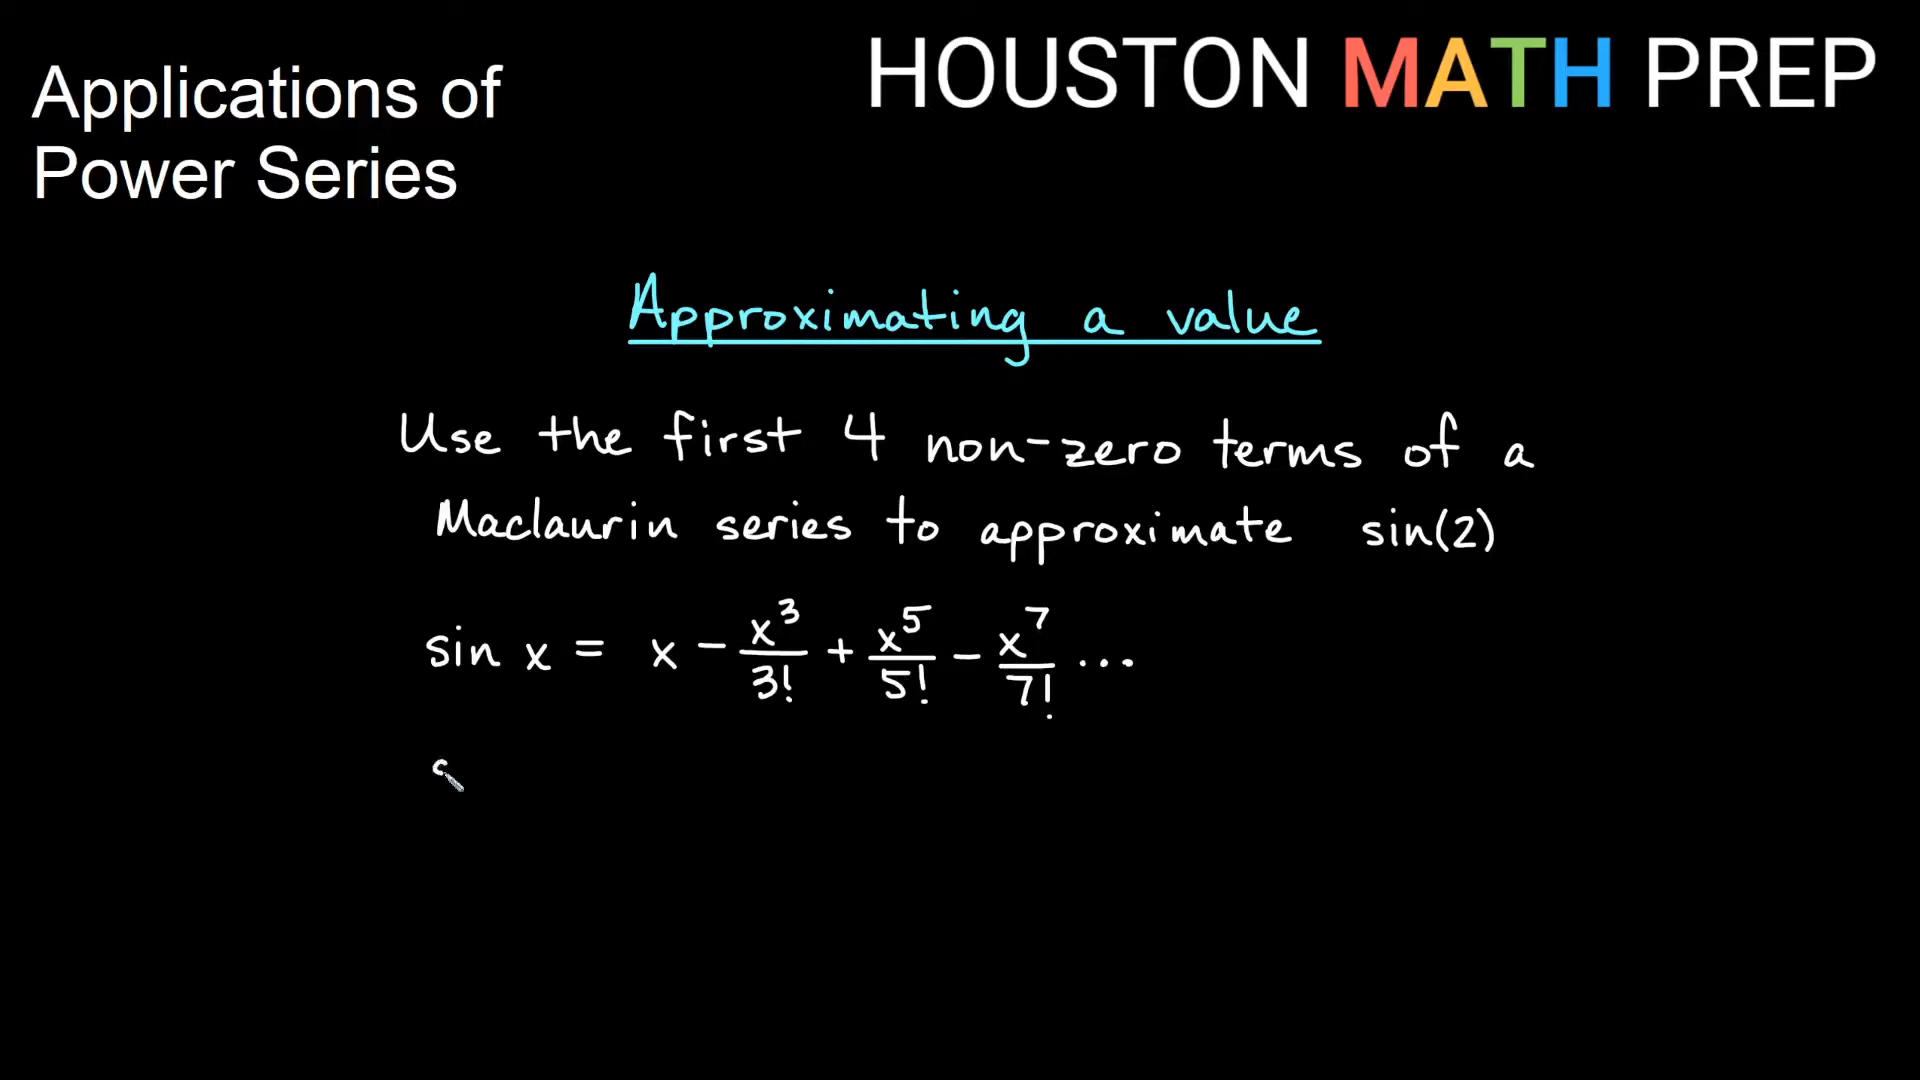 Applications of
Power Series
HOUSTON MATH PREP
Approximating a value
Use the first 4 non-zero terms of a
Maclaurin series to approximate sin(2)
sin x = x - x³/3! + x⁵/5! - x⁷/7! ...